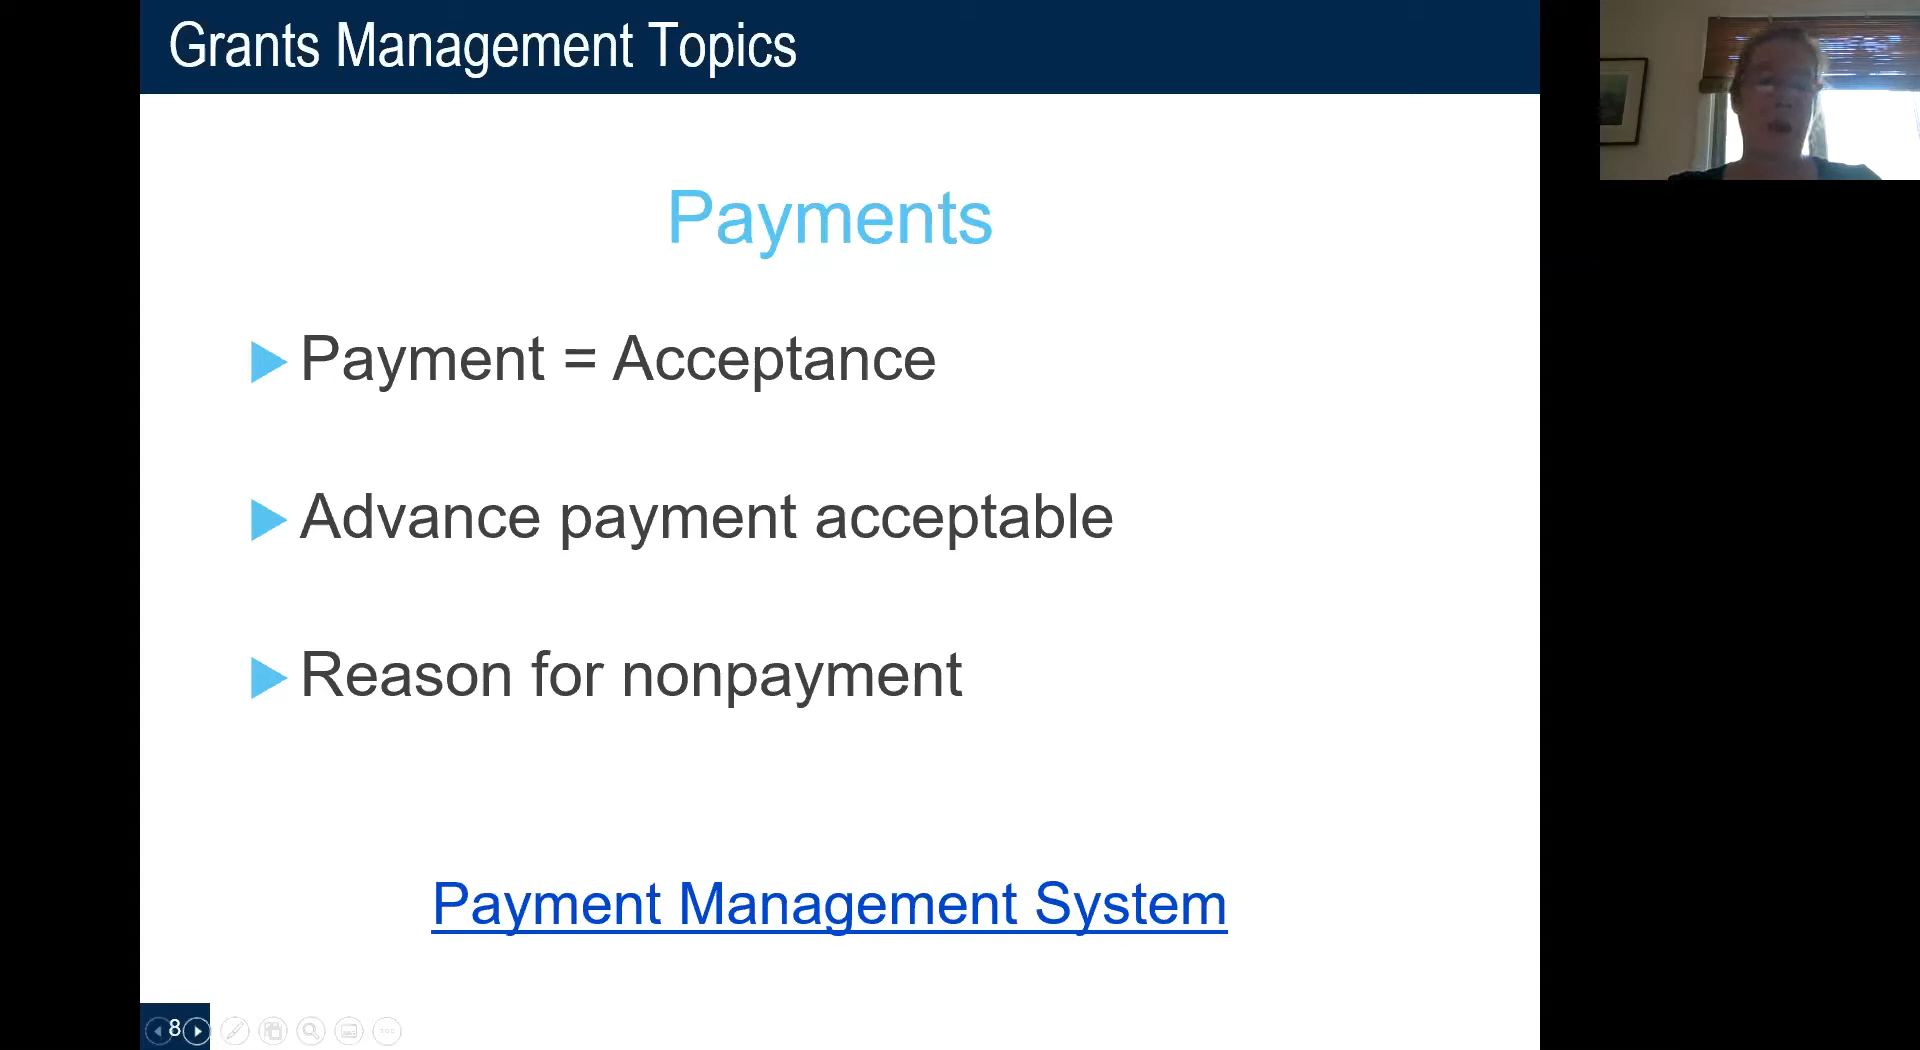 Grants Management Topics
Payments
Payment = Acceptance
Advance payment acceptable
Reason for nonpayment
Payment Management System
8